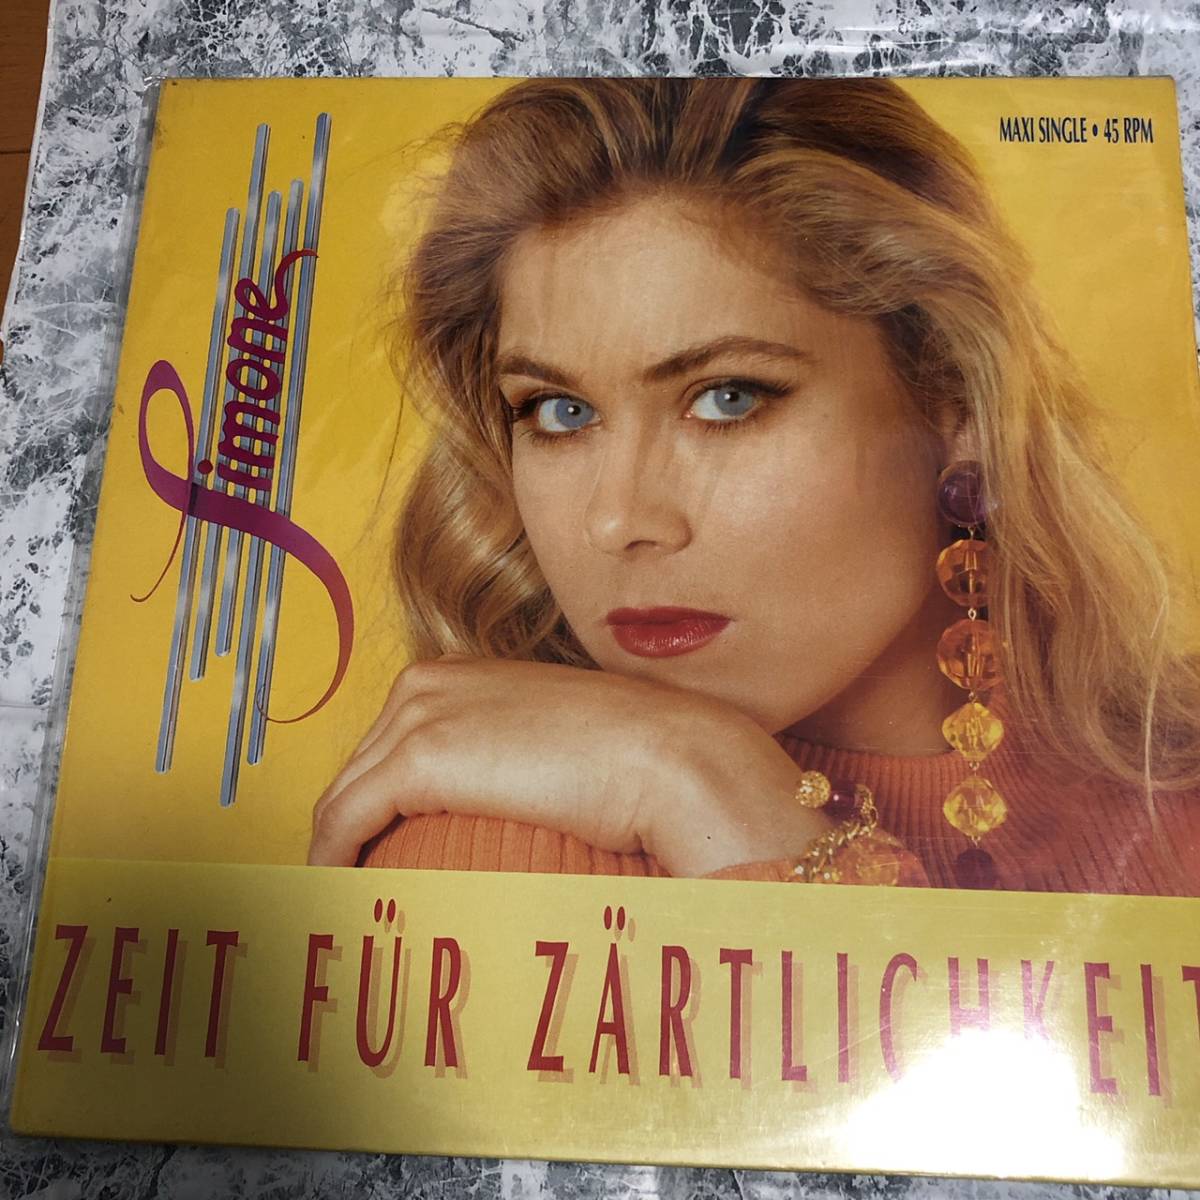 MAXI SINGLE • 45 RPM
Simone
ZEIT FÜR ZÄRTLICHKEIT